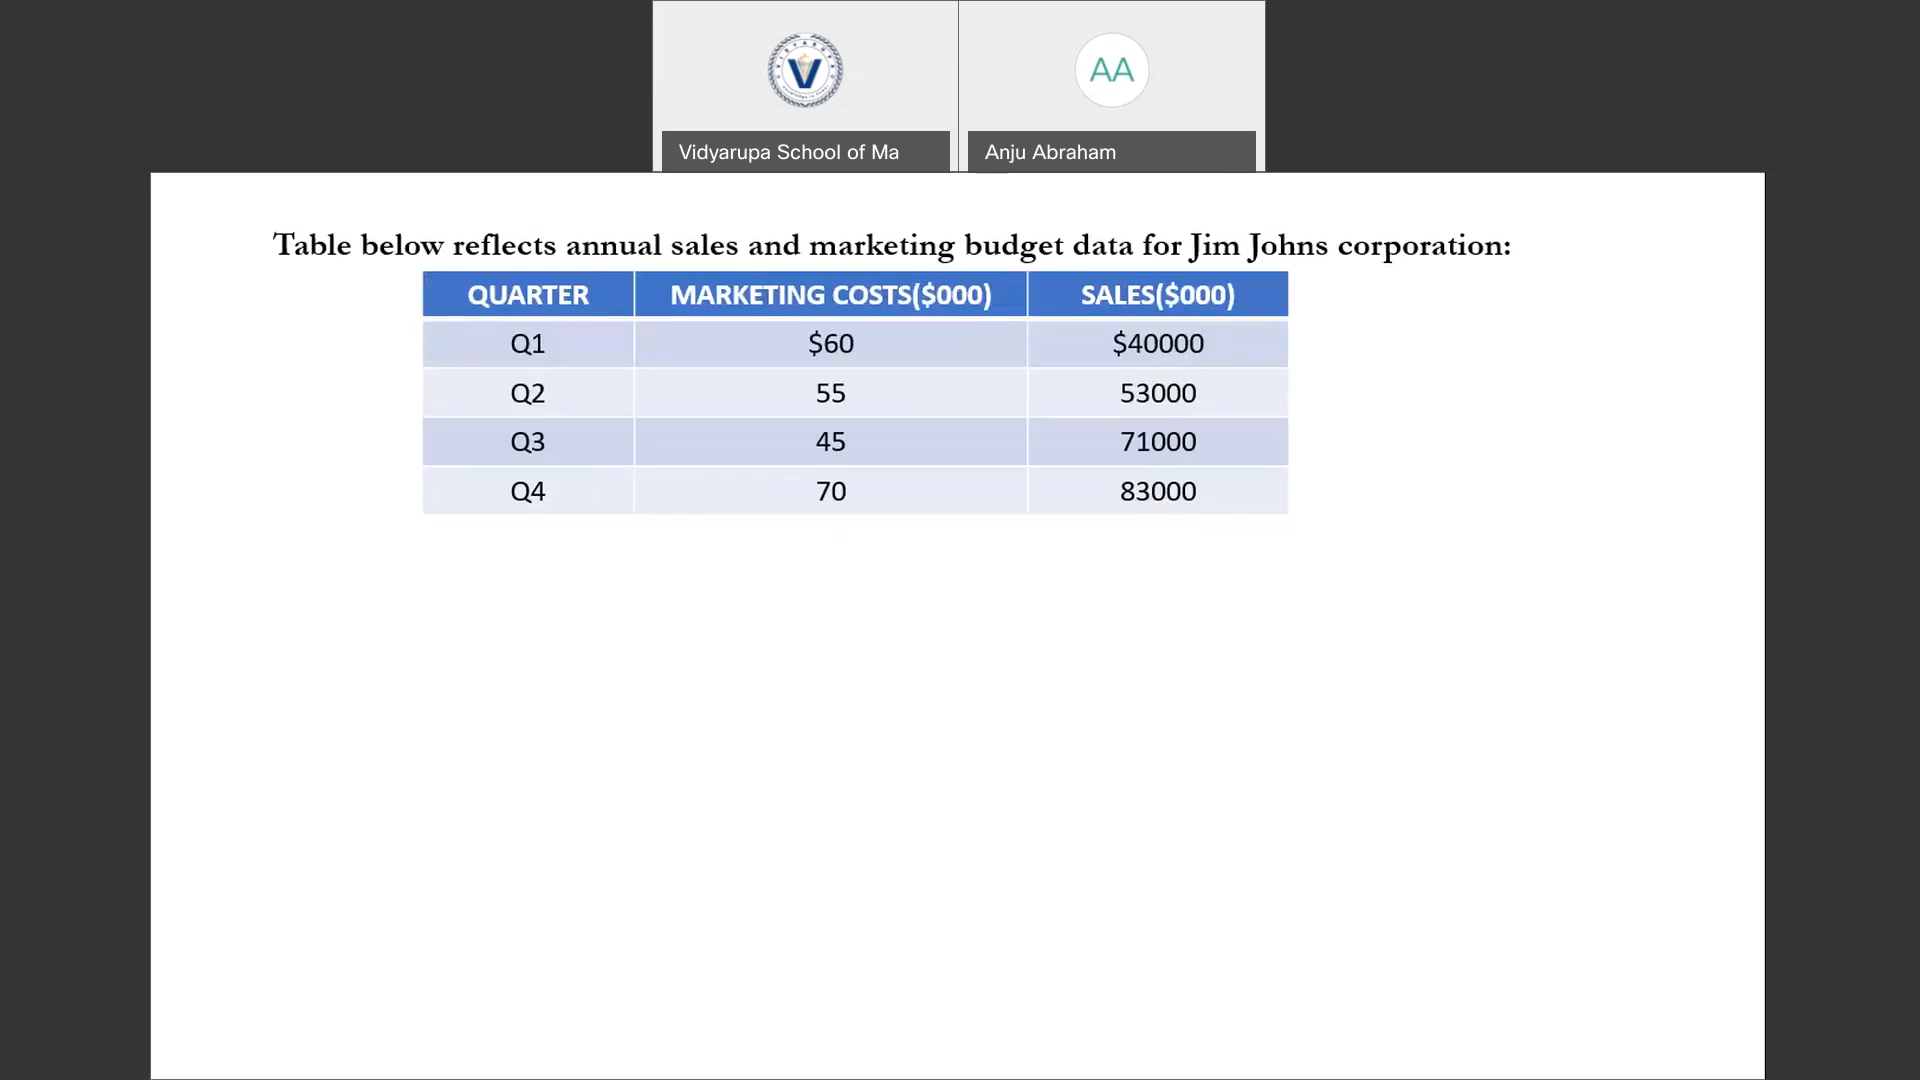 V
AA
Vidyarupa School of Ma
Anju Abraham
Table below reflects annual sales and marketing budget data for Jim Johns corporation:
QUARTER MARKETING COSTS($000) SALES($000)
Q1 $60 $40000
Q2 55 53000
Q3 45 71000
Q4 70 83000